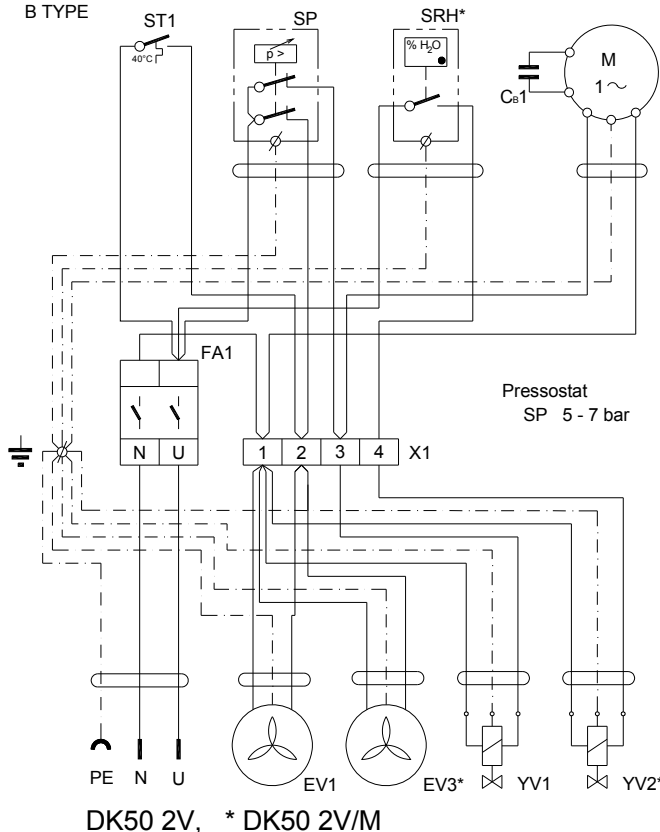 B TYPE
ST1
40°C
SP
p >
SRH*
% H₂O
CB1
M
1~
FA1
Pressostat
SP 5 - 7 bar
N U
1 2 3 4 X1
PE N U
EV1
EV3*
YV1
YV2*
DK50 2V, * DK50 2V/M